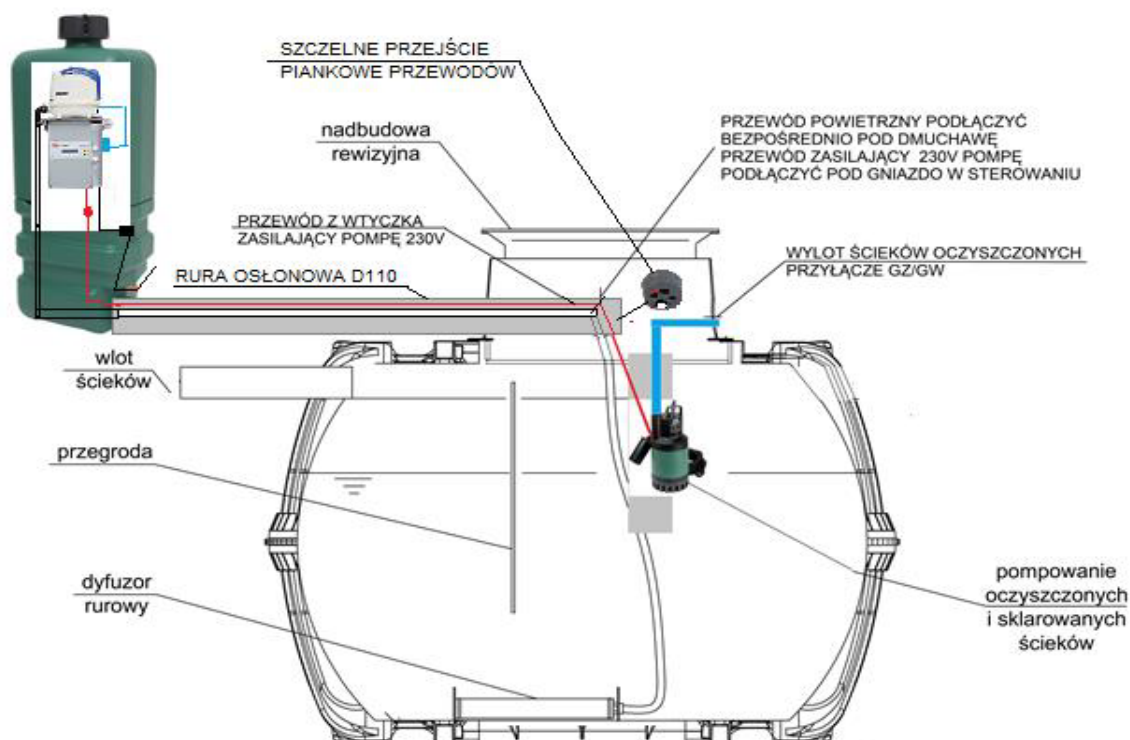 SZCZELNE PRZEJŚCIE
PIANKOWE PRZEWODÓW
nadbudowa
rewizyjna
PRZEWÓD POWIETRZNY PODŁĄCZYĆ
BEZPOŚREDNIO POD DMUCHAWĘ
PRZEWÓD ZASILAJĄCY 230V POMPĘ
PODŁĄCZYĆ POD GNIAZDO W STEROWANIU
PRZEWÓD Z WTYCZKA
ZASILAJĄCY POMPĘ 230V
WYLOT ŚCIEKÓW OCZYSZCZONYCH
PRZYŁĄCZE GZ/GW
RURA OSŁONOWA D110
wlot
ścieków
przegroda
dyfuzor
rurowy
pompowanie
oczyszczonych
i sklarowanych
ścieków